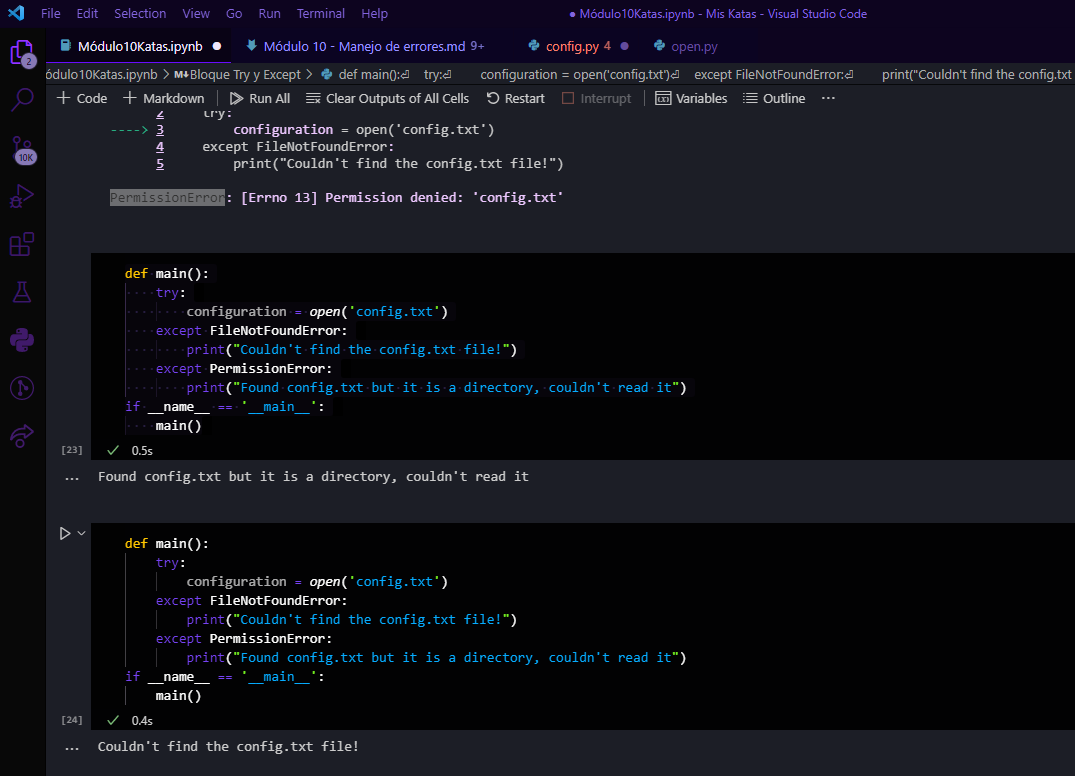 File Edit Selection View Go Run Terminal Help ● Módulo10Katas.ipynb - Mis Katas - Visual Studio Code
Módulo10Katas.ipynb ● Módulo 10 - Manejo de errores.md 9+ config.py 4 ● open.py
ódulo10Katas.ipynb > M↓Bloque Try y Except > def main():⏎ try:⏎ configuration = open('config.txt')⏎ except FileNotFoundError:⏎ print("Couldn't find the config.txt
+ Code + Markdown Run All Clear Outputs of All Cells Restart Interrupt Variables Outline ···
2 try:
----> 3 configuration = open('config.txt')
4 except FileNotFoundError:
5 print("Couldn't find the config.txt file!")
PermissionError: [Errno 13] Permission denied: 'config.txt'
def main():
try:
configuration = open('config.txt')
except FileNotFoundError:
print("Couldn't find the config.txt file!")
except PermissionError:
print("Found config.txt but it is a directory, couldn't read it")
if __name__ == '__main__':
main()
[23] ✓ 0.5s
... Found config.txt but it is a directory, couldn't read it
def main():
try:
configuration = open('config.txt')
except FileNotFoundError:
print("Couldn't find the config.txt file!")
except PermissionError:
print("Found config.txt but it is a directory, couldn't read it")
if __name__ == '__main__':
main()
[24] ✓ 0.4s
... Couldn't find the config.txt file!
2
10K